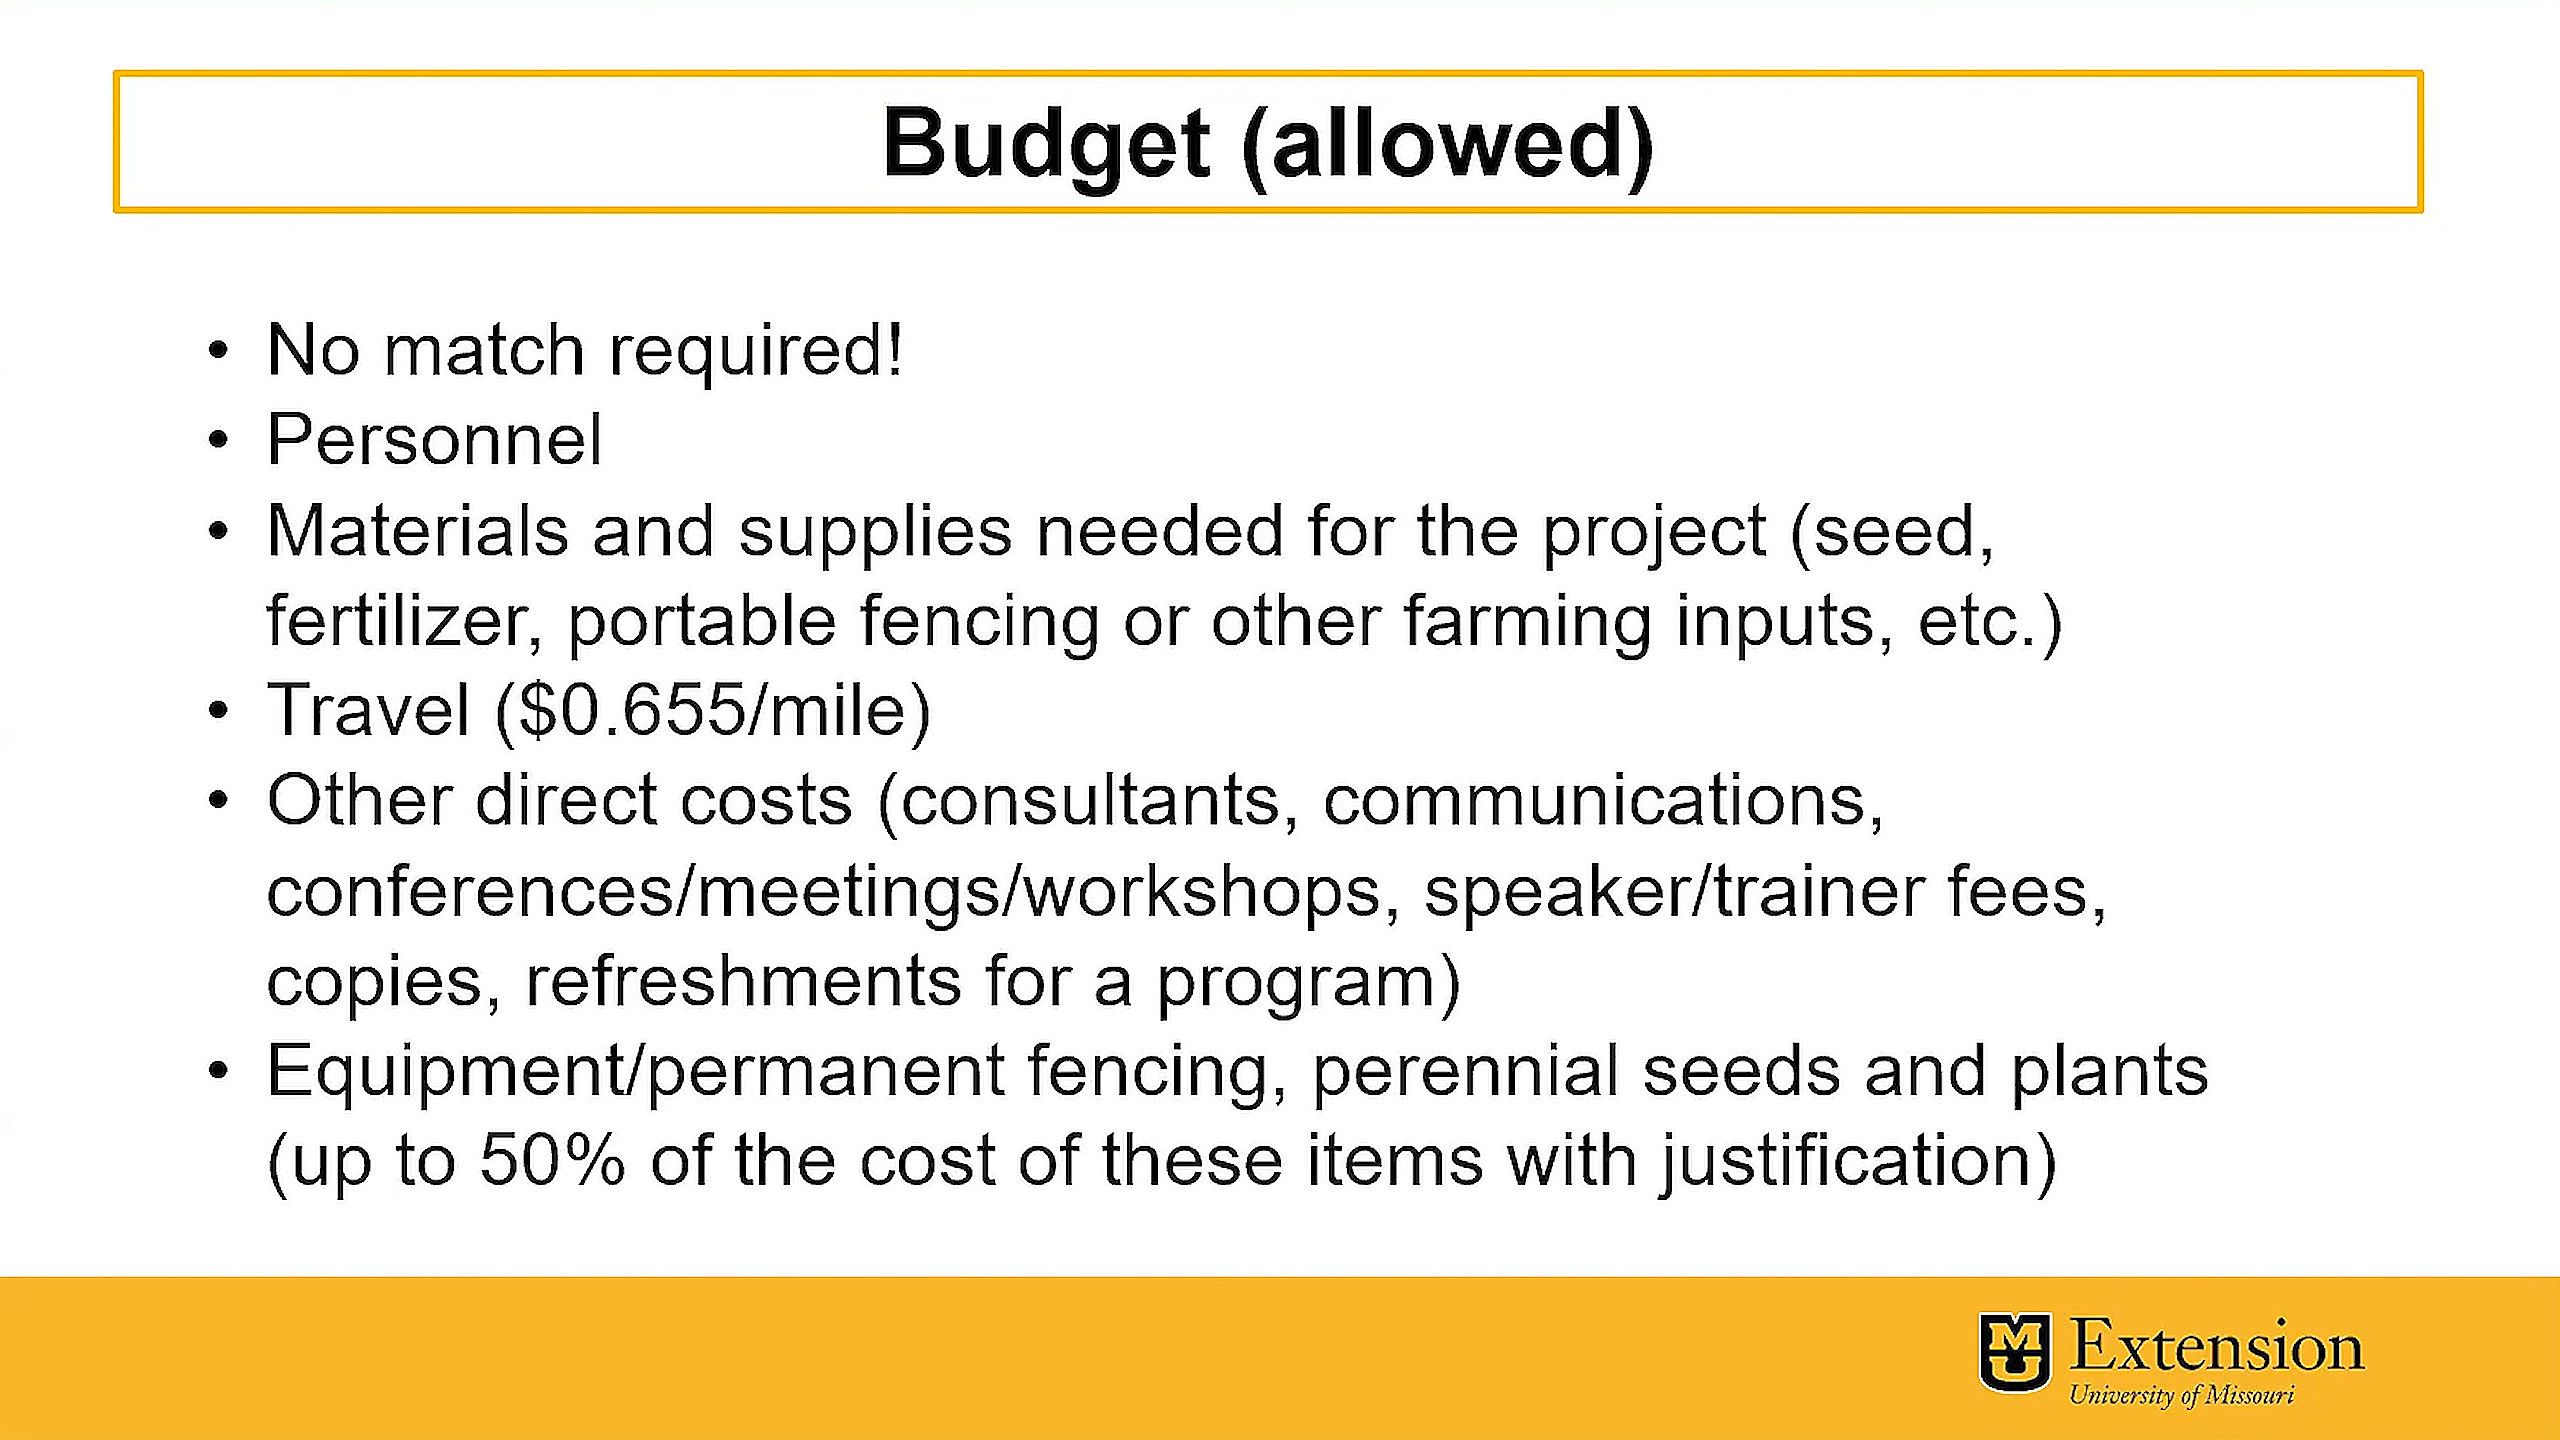 Budget (allowed)
• No match required!
• Personnel
• Materials and supplies needed for the project (seed,
fertilizer, portable fencing or other farming inputs, etc.)
• Travel ($0.655/mile)
• Other direct costs (consultants, communications,
conferences/meetings/workshops, speaker/trainer fees,
copies, refreshments for a program)
• Equipment/permanent fencing, perennial seeds and plants
(up to 50% of the cost of these items with justification)
MU Extension
University of Missouri